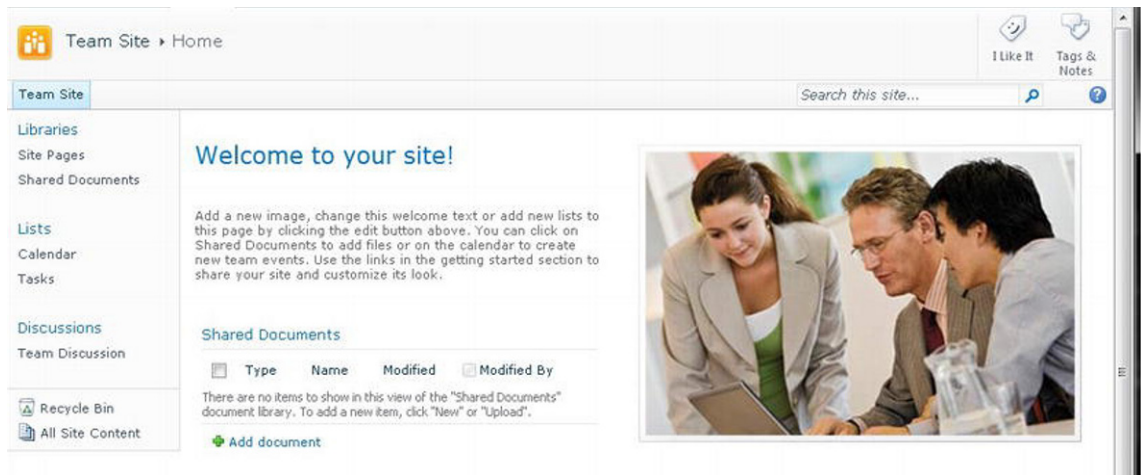 Team Site ▸ Home
I Like It
Tags &
Notes
Team Site
Search this site...
Libraries
Site Pages
Shared Documents
Lists
Calendar
Tasks
Discussions
Team Discussion
Recycle Bin
All Site Content
Welcome to your site!
Add a new image, change this welcome text or add new lists to
this page by clicking the edit button above. You can click on
Shared Documents to add files or on the calendar to create
new team events. Use the links in the getting started section to
share your site and customize its look.
Shared Documents
Type Name Modified Modified By
There are no items to show in this view of the "Shared Documents"
document library. To add a new item, click "New" or "Upload".
Add document